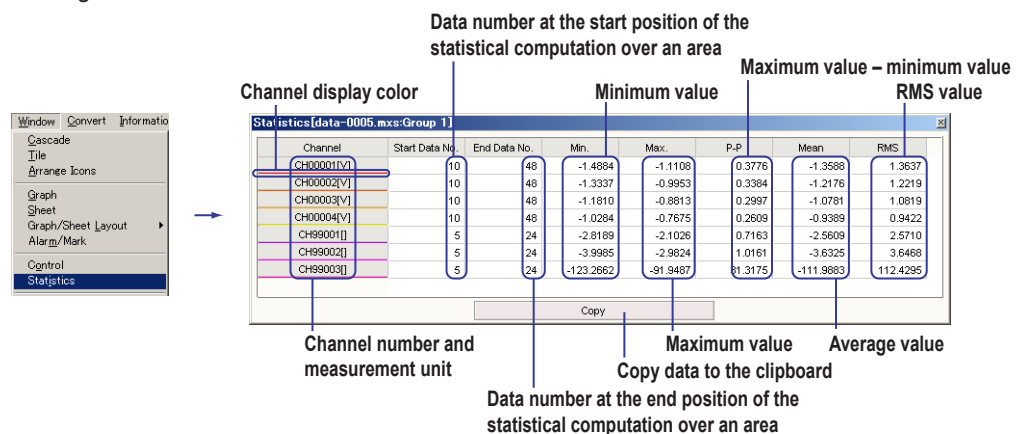 Data number at the start position of the
statistical computation over an area
Maximum value – minimum value
Channel display color
Minimum value
RMS value
Window Convert Informatio
Cascade
Tile
Arrange Icons
Graph
Sheet
Graph/Sheet Layout
Alarm/Mark
Control
Statistics
Statistics[data-0005.mxs:Group 1]
Channel Start Data No. End Data No. Min. Max. P-P Mean RMS
CH00001[V] 10 48 -1.4884 -1.1108 0.3776 -1.3588 1.3637
CH00002[V] 10 48 -1.3337 -0.9953 0.3384 -1.2176 1.2219
CH00003[V] 10 48 -1.1810 -0.8813 0.2997 -1.0781 1.0819
CH00004[V] 10 48 -1.0284 -0.7675 0.2609 -0.9389 0.9422
CH99001[] 5 24 -2.8189 -2.1026 0.7163 -2.5609 2.5710
CH99002[] 5 24 -3.9985 -2.9824 1.0161 -3.6325 3.6468
CH99003[] 5 24 -123.2662 -91.9487 31.3175 -111.9883 112.4295
Copy
Channel number and
measurement unit
Maximum value
Average value
Copy data to the clipboard
Data number at the end position of the
statistical computation over an area